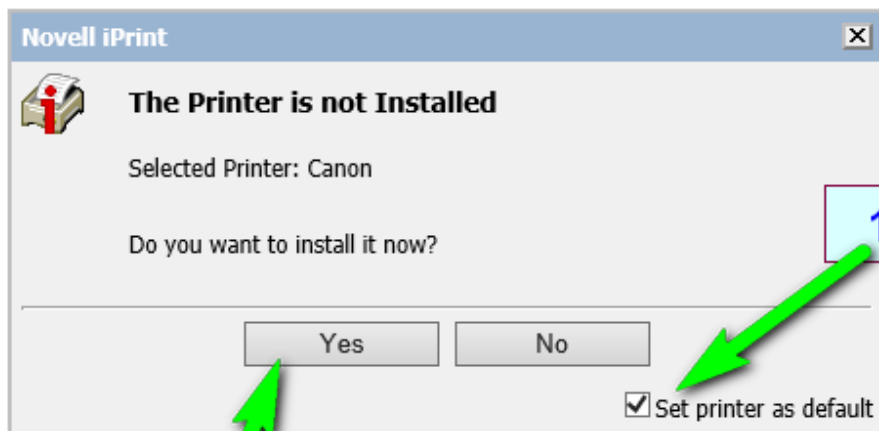 Novell iPrint
The Printer is not Installed
Selected Printer: Canon
Do you want to install it now?
Yes
No
Set printer as default